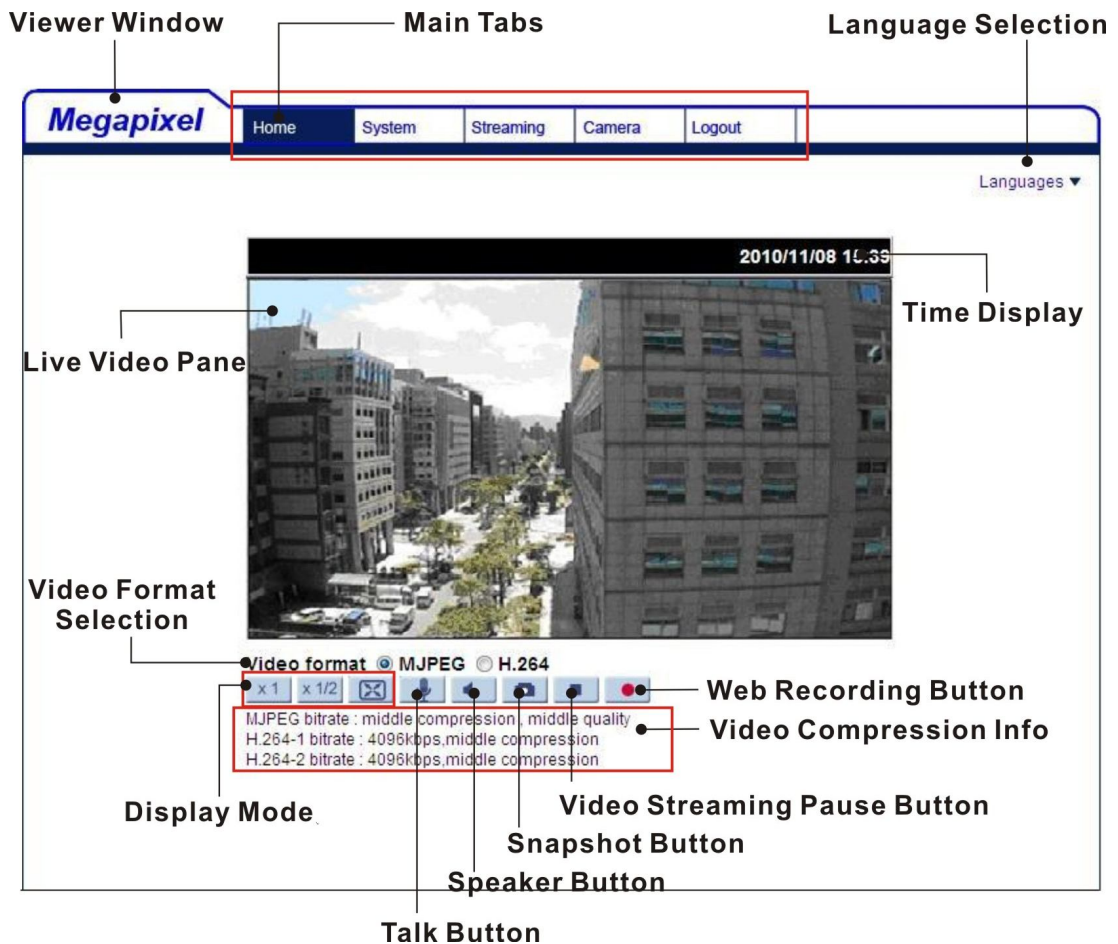 Viewer Window
Main Tabs
Language Selection
Megapixel
Home
System
Streaming
Camera
Logout
Languages
2010/11/08
Time Display
Live Video Pane
Video Format
Selection
Video format
MJPEG
H.264
x 1
x 1/2
Web Recording Button
MJPEG bitrate : middle compression , middle quality
H.264-1 bitrate : 4096kbps,middle compression
H.264-2 bitrate : 4096kbps,middle compression
Video Compression Info
Display Mode
Video Streaming Pause Button
Snapshot Button
Speaker Button
Talk Button